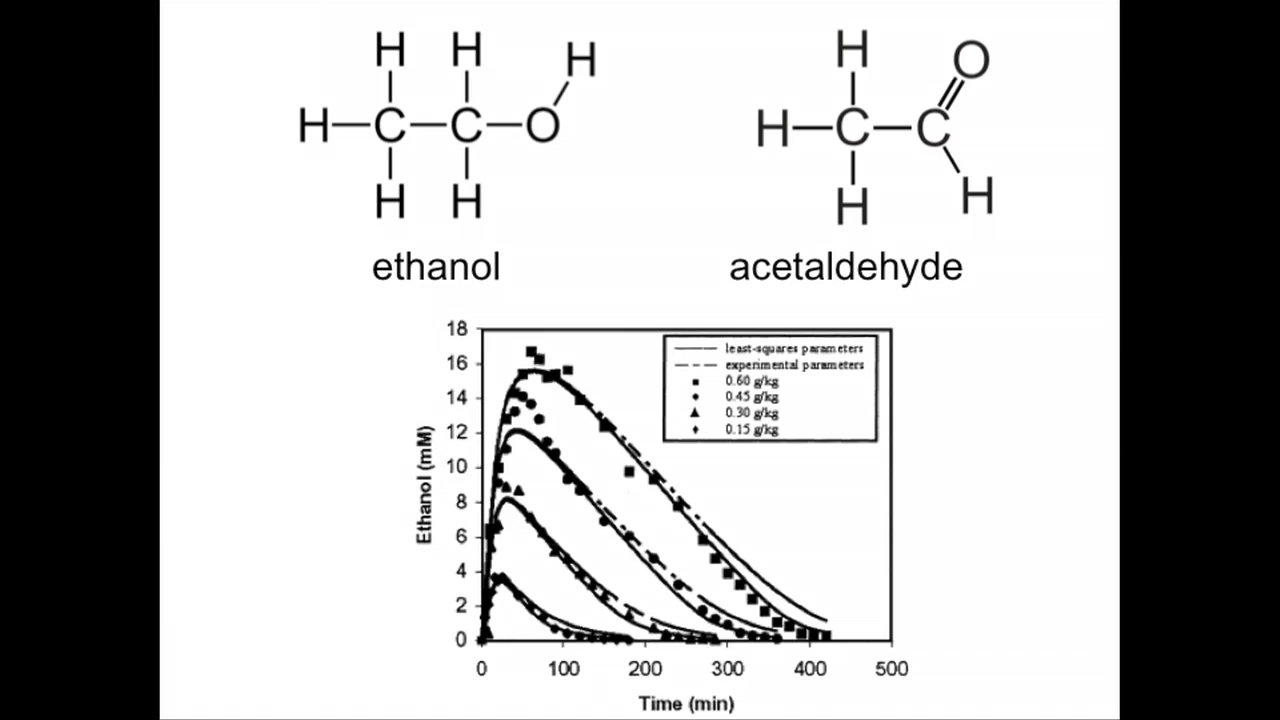 H H H
H C C O
H H
ethanol
H O
H C C
H H
acetaldehyde
18
16
14
12
10
8
6
4
2
0
Ethanol (mM)
least-squares parameters
experimental parameters
0.60 g/kg
0.45 g/kg
0.30 g/kg
0.15 g/kg
0 100 200 300 400 500
Time (min)